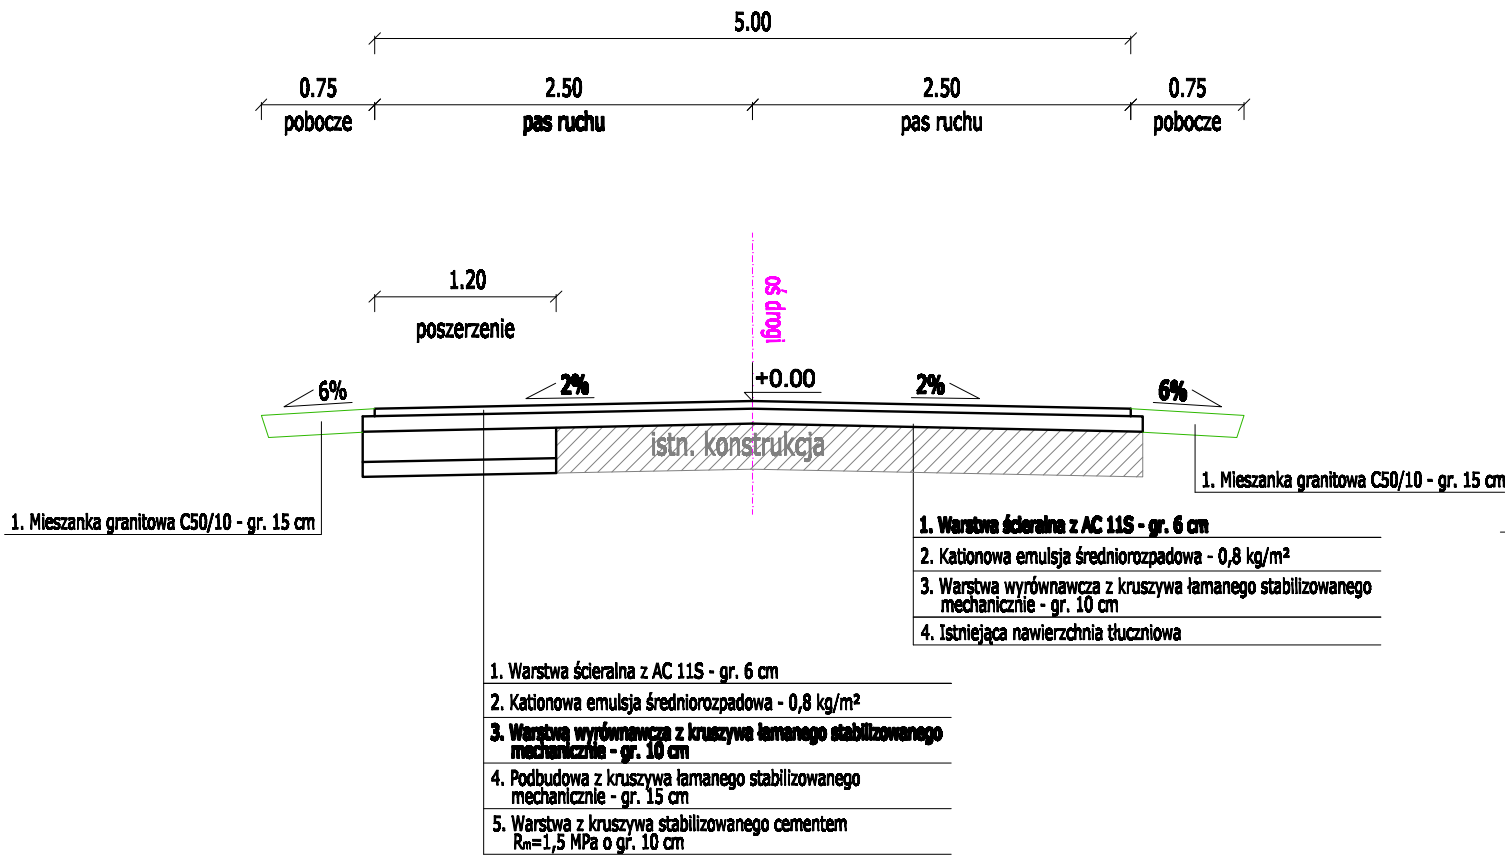 5.00
0.75
2.50
2.50
0.75
pobocze
pas ruchu
pas ruchu
pobocze
1.20
poszerzenie
oś drogi
6%
2%
+0.00
2%
6%
istn. konstrukcja
1. Mieszanka granitowa C50/10 - gr. 15 cm
1. Mieszanka granitowa C50/10 - gr. 15 cm
1. Warstwa ścieralna z AC 11S - gr. 6 cm
2. Kationowa emulsja średniorozpadowa - 0,8 kg/m²
3. Warstwa wyrównawcza z kruszywa łamanego stabilizowanego
mechanicznie - gr. 10 cm
4. Istniejąca nawierzchnia tłuczniowa
1. Warstwa ścieralna z AC 11S - gr. 6 cm
2. Kationowa emulsja średniorozpadowa - 0,8 kg/m²
3. Warstwa wyrównawcza z kruszywa łamanego stabilizowanego
mechanicznie - gr. 10 cm
4. Podbudowa z kruszywa łamanego stabilizowanego
mechanicznie - gr. 15 cm
5. Warstwa z kruszywa stabilizowanego cementem
Rm=1,5 MPa o gr. 10 cm